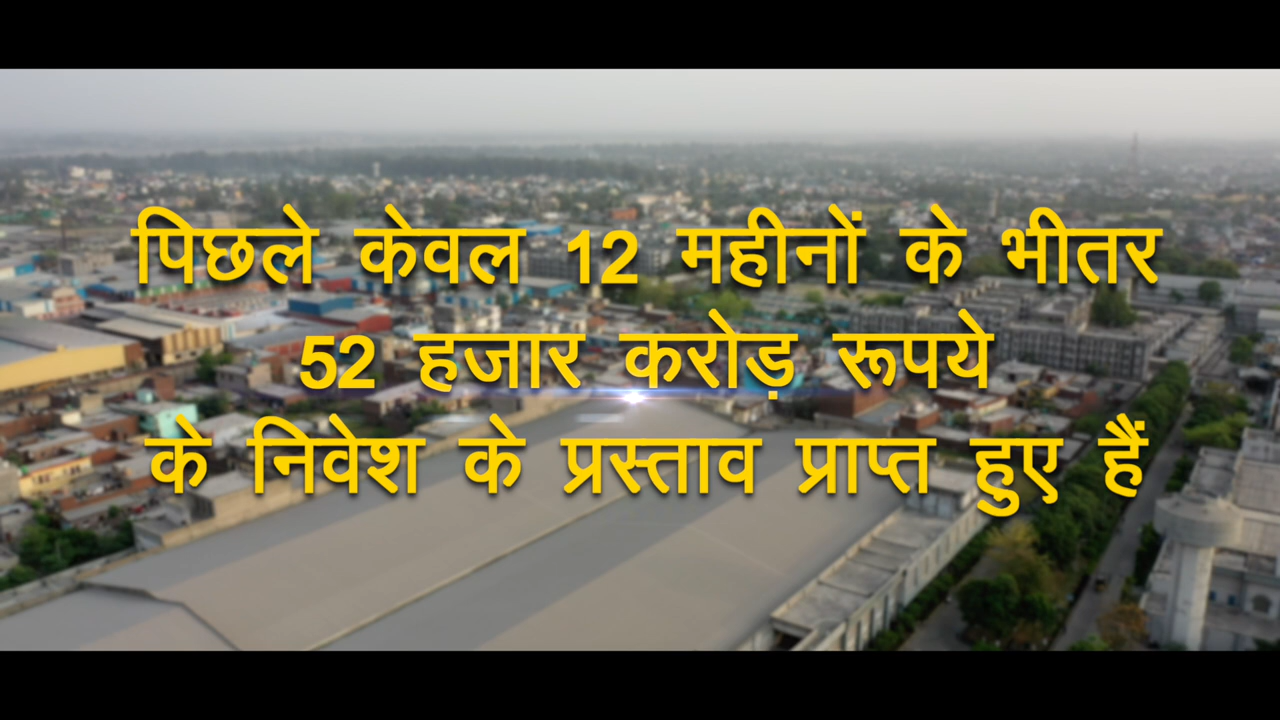 पिछले केवल 12 महीनों के भीतर
52 हजार करोड़ रूपये
के निवेश के प्रस्ताव प्राप्त हुए हैं